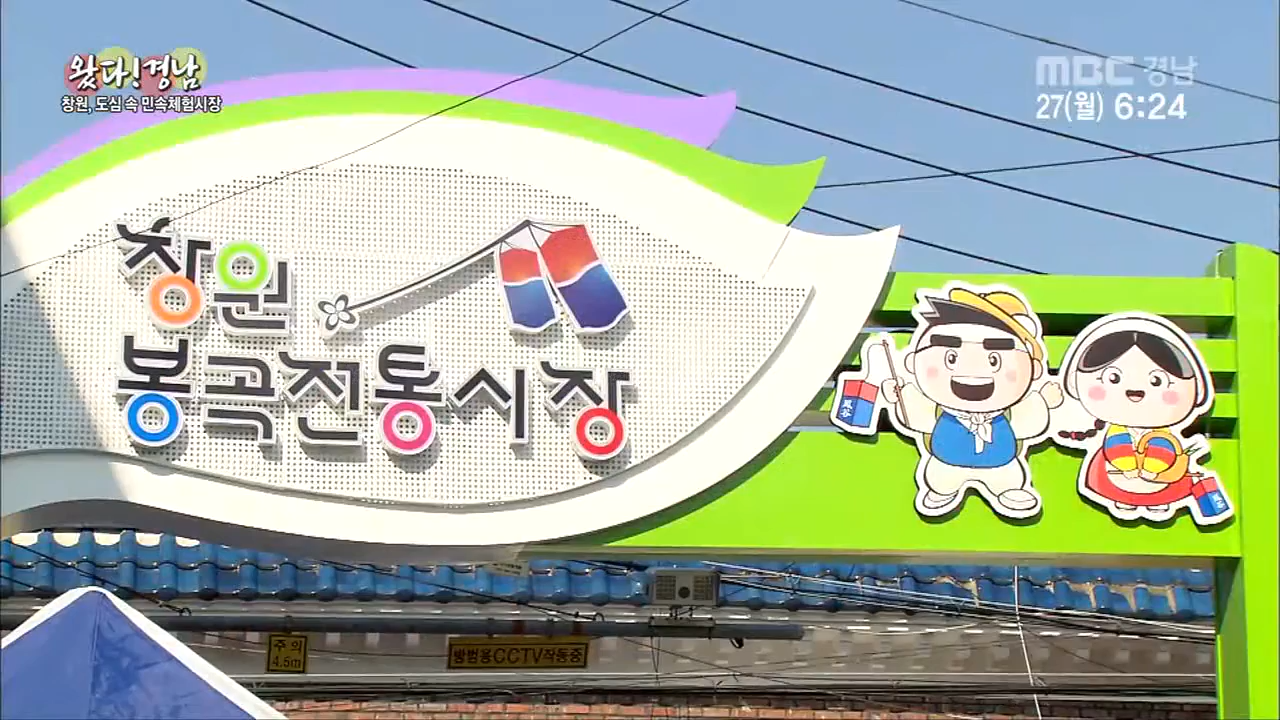 왔다!경남
창원, 도심 속 민속체험시장
MBC 경남
27(월) 6:24
창원
봉곡전통시장
鳳谷
주의
4.5m
방범용CCTV작동중